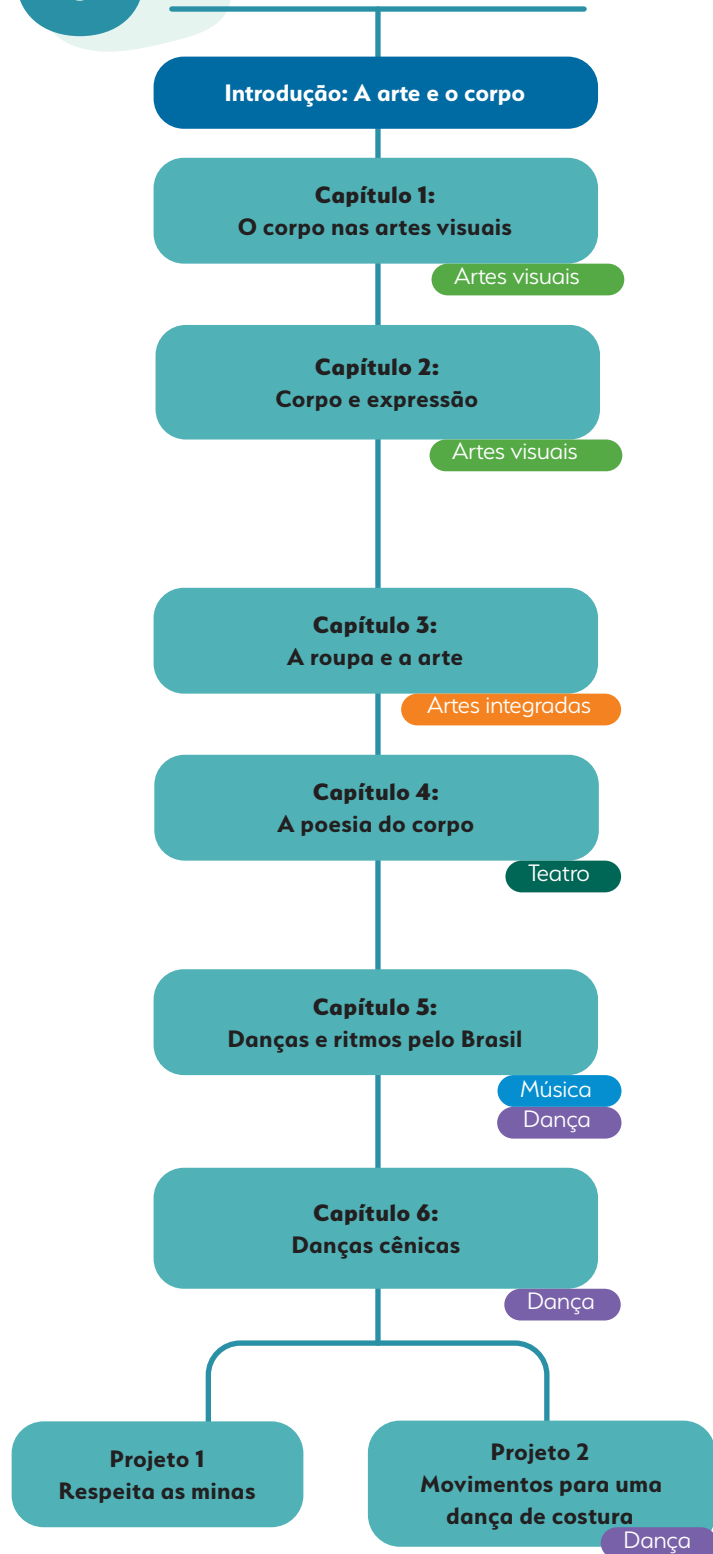 Introdução: A arte e o corpo
Capítulo 1:
O corpo nas artes visuais
Artes visuais
Capítulo 2:
Corpo e expressão
Artes visuais
Capítulo 3:
A roupa e a arte
Artes integradas
Capítulo 4:
A poesia do corpo
Teatro
Capítulo 5:
Danças e ritmos pelo Brasil
Música
Dança
Capítulo 6:
Danças cênicas
Dança
Projeto 1
Respeita as minas
Projeto 2
Movimentos para uma
dança de costura
Dança